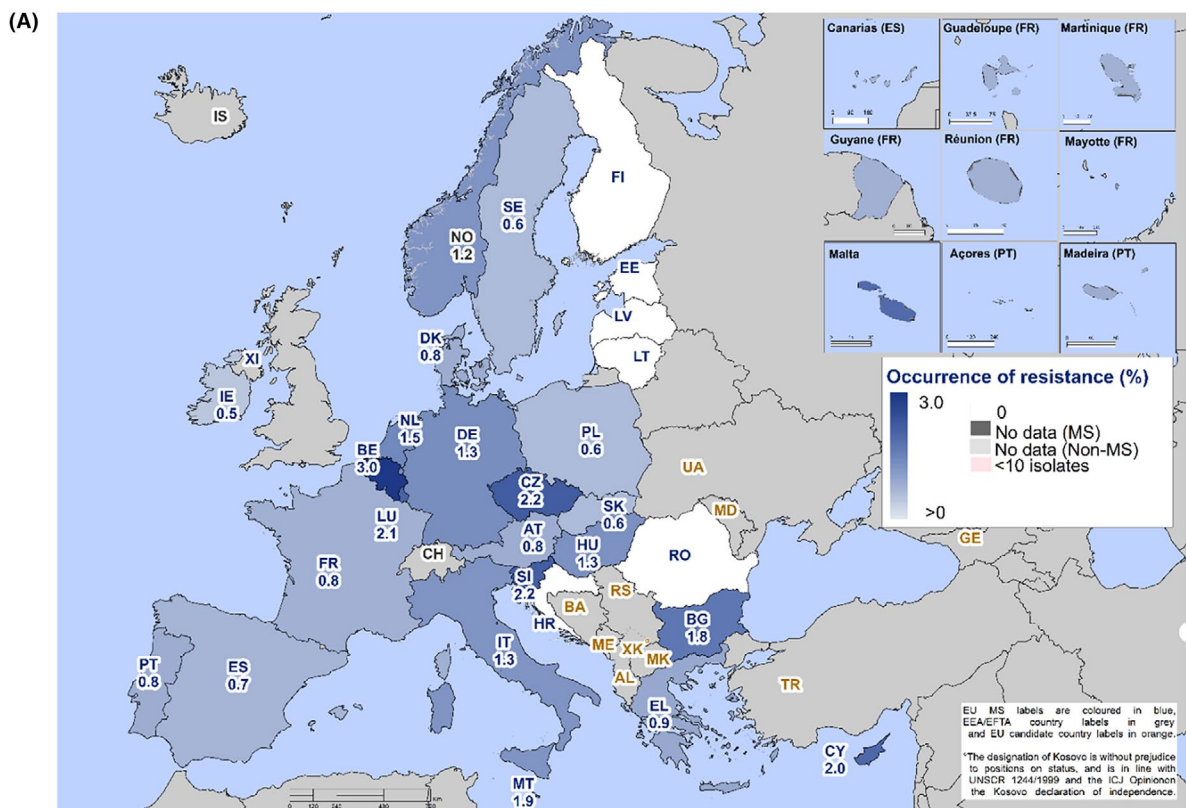 (A)
Canarias (ES)
Guadeloupe (FR)
Martinique (FR)
Guyane (FR)
Réunion (FR)
Mayotte (FR)
Malta
Açores (PT)
Madeira (PT)
IS
FI
SE
0.6
NO
1.2
EE
LV
LT
DK
0.8
XI
IE
0.5
NL
1.5
DE
1.3
PL
0.6
BE
3.0
CZ
2.2
UA
LU
2.1
SK
0.6
MD
AT
0.8
HU
1.3
CH
RO
GE
FR
0.8
SI
2.2
HR
BA
RS
BG
1.8
IT
1.3
ME
XK
MK
AL
PT
0.8
ES
0.7
TR
EL
0.9
CY
2.0
MT
1.9
Occurrence of resistance (%)
3.0
>0
0
No data (MS)
No data (Non-MS)
<10 isolates
EU MS labels are coloured in blue,
EEA/EFTA country labels in grey
and EU candidate country labels in orange.
*The designation of Kosovo is without prejudice
to positions on status, and is in line with
UNSCR 1244/1999 and the ICJ Opinionon
the Kosovo declaration of independence.